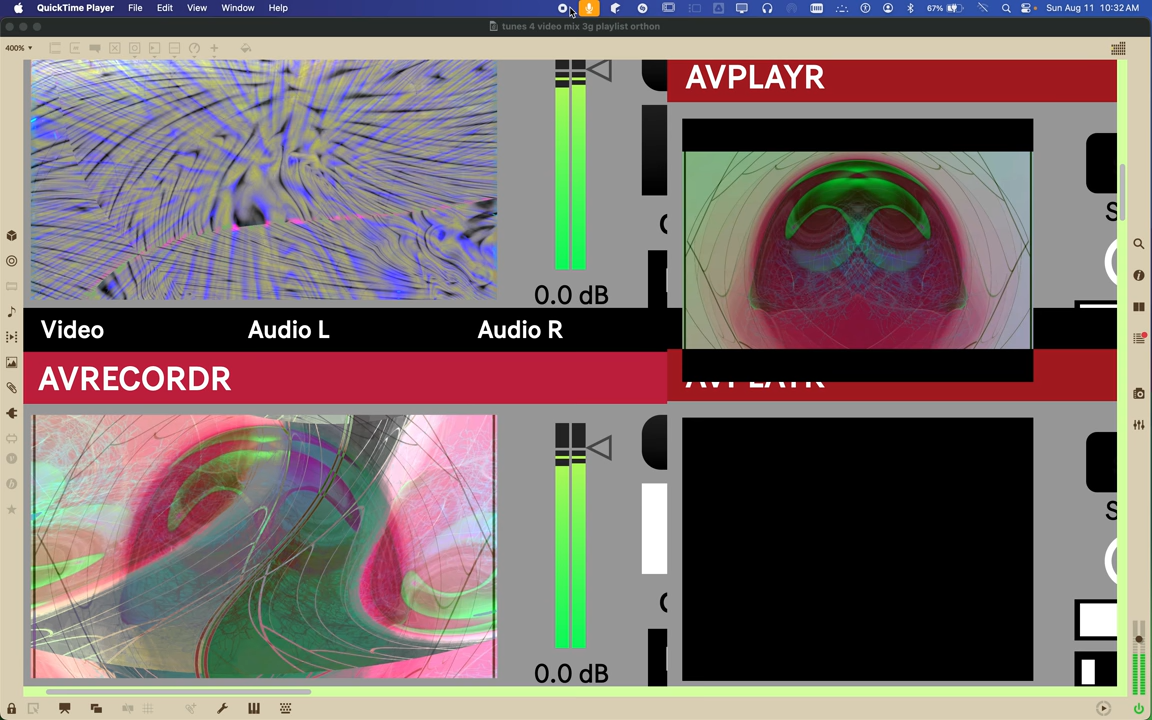 QuickTime Player File Edit View Window Help 67% Sun Aug 11 10:32 AM
tunes 4 video mix 3g playlist orthon
400%
AVPLAYR
S
0.0 dB
Video Audio L Audio R
AVRECORDR
AVPLAYR
S
0.0 dB